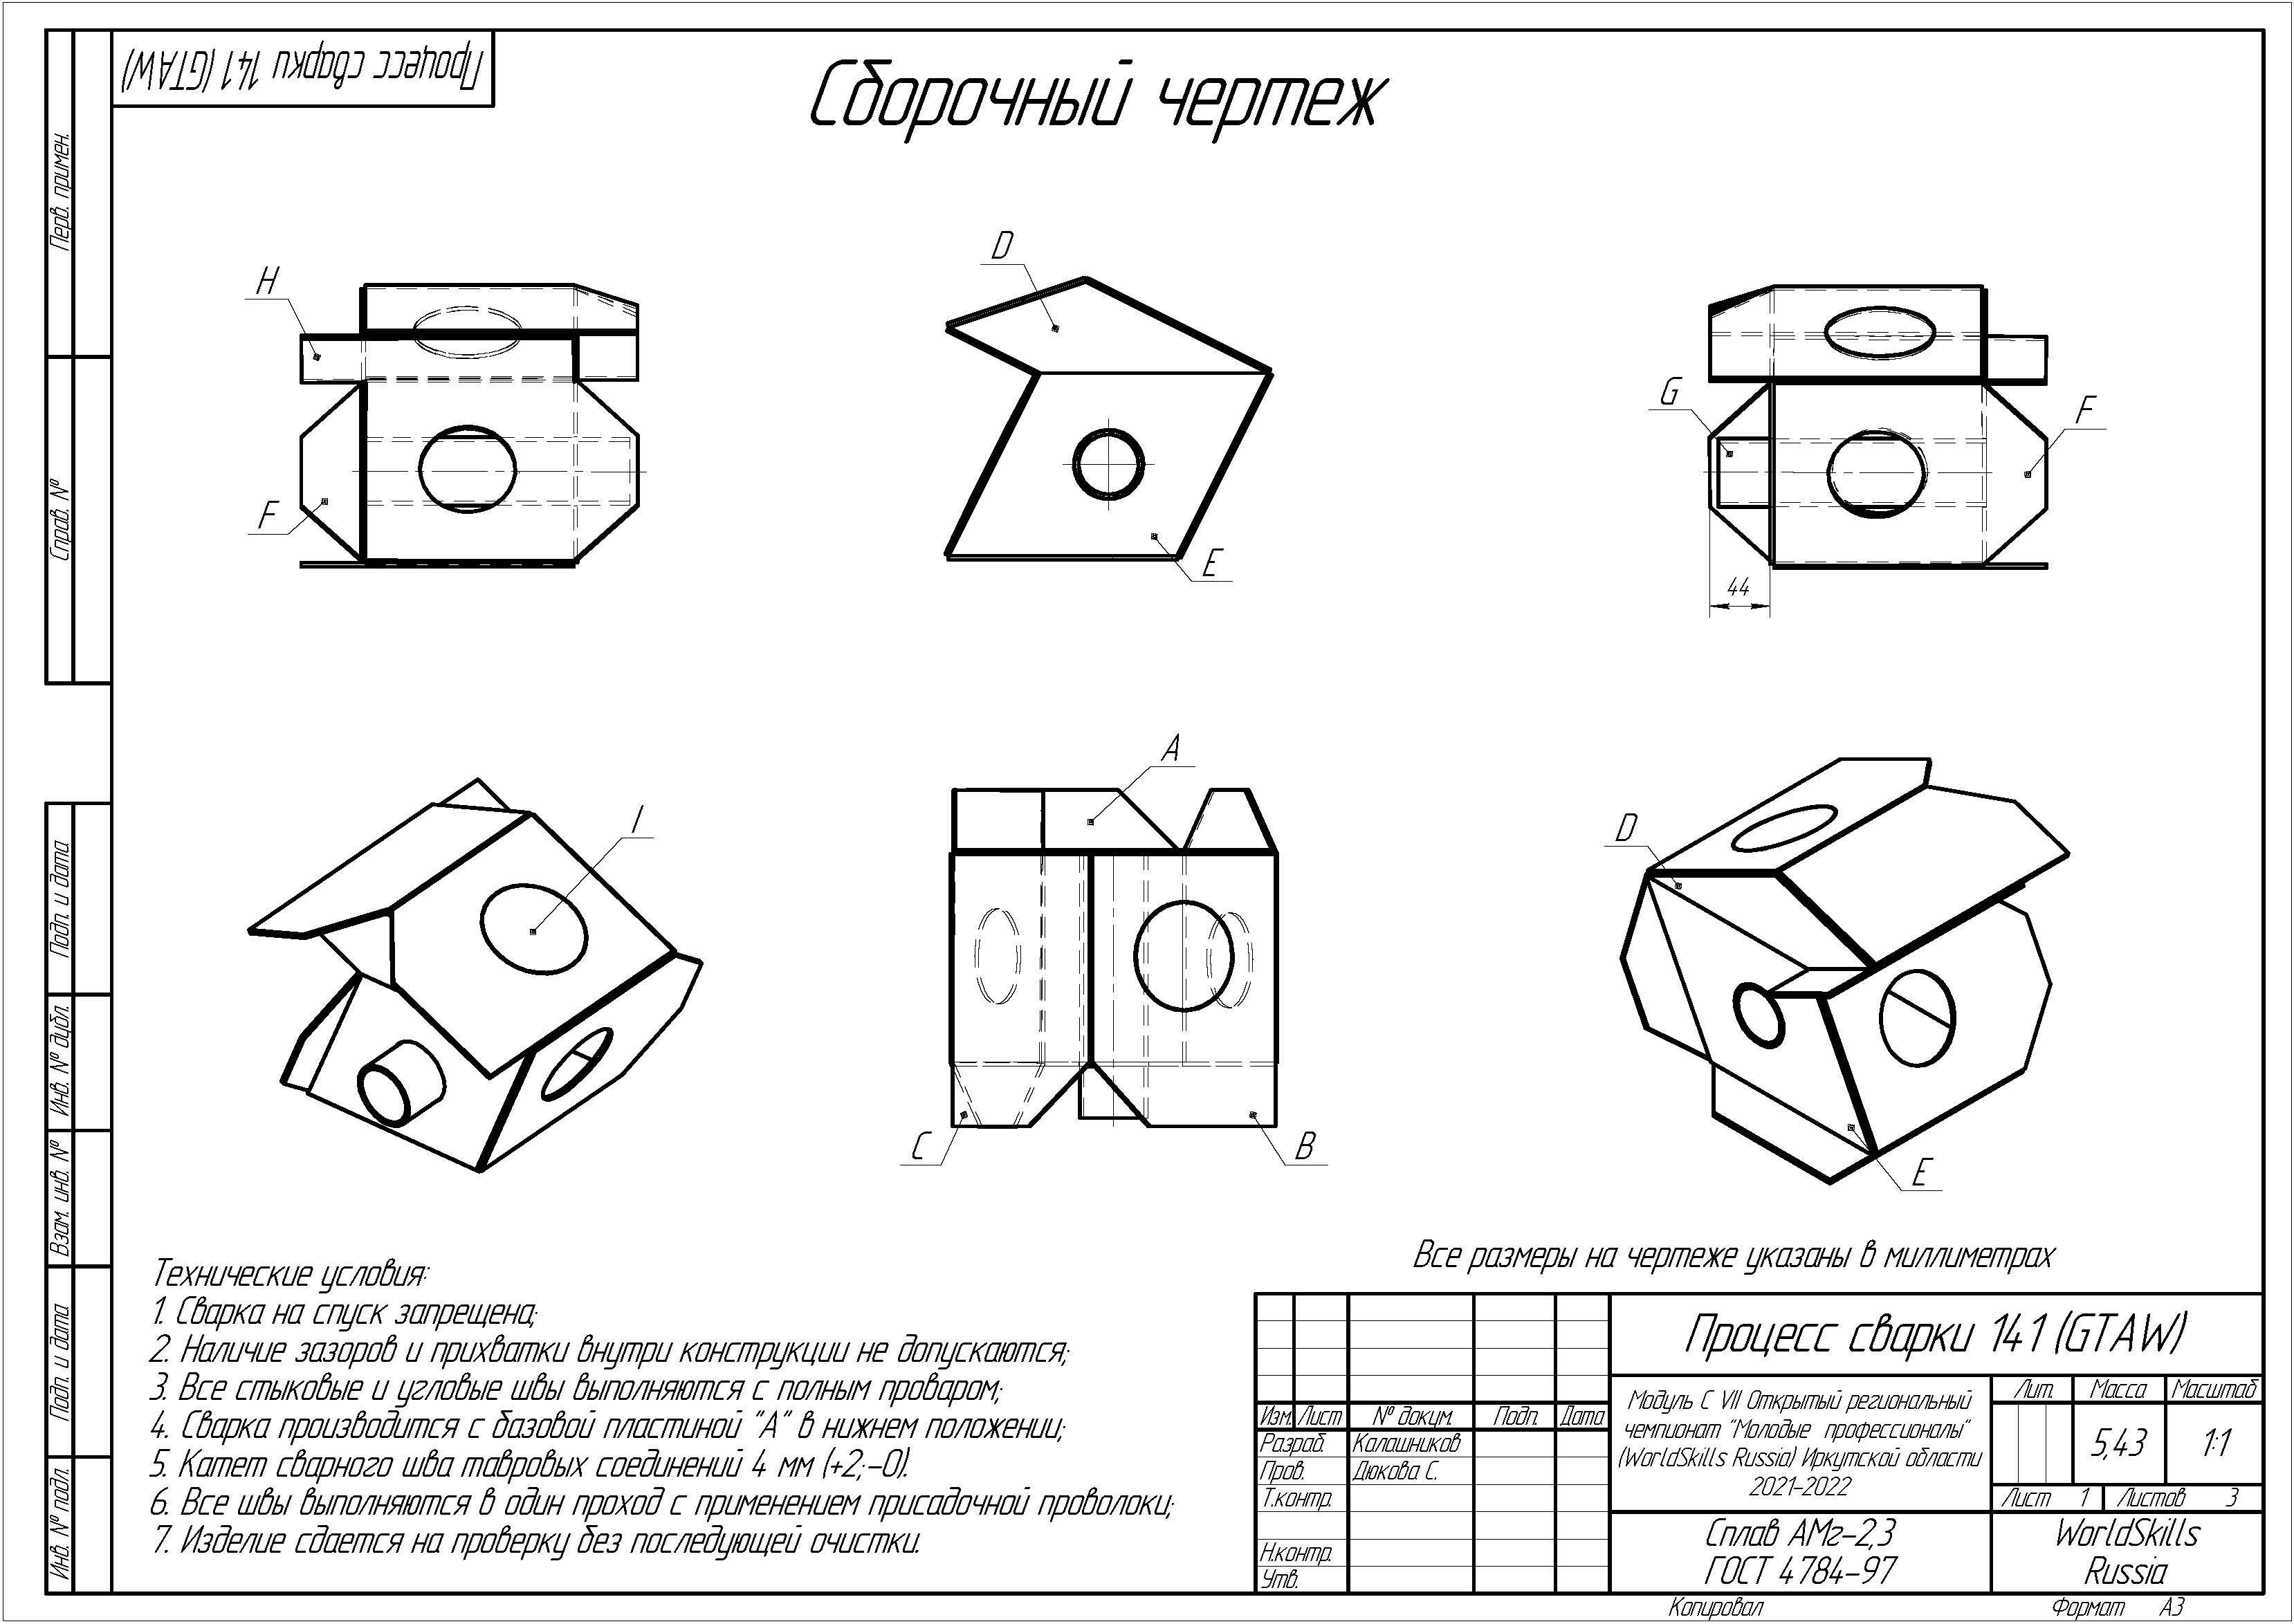 Процесс сварки 141 (GTAW)
Сборочный чертеж
Перв. примен.
Справ. №
Подп. и дата
Инв. № дубл.
Взам. инв. №
Подп. и дата
Инв. № подл.
H
F
D
E
G
F
44
I
A
C
B
D
E
Технические условия:
1. Сварка на спуск запрещена;
2. Наличие зазоров и прихватки внутри конструкции не допускаются;
3. Все стыковые и угловые швы выполняются с полным проваром;
4. Сварка производится с базовой пластиной "А" в нижнем положении;
5. Катет сварного шва тавровых соединений 4 мм (+2;-0).
6. Все швы выполняются в один проход с применением присадочной проволоки;
7. Изделие сдается на проверку без последующей очистки.
Все размеры на чертеже указаны в миллиметрах
Изм. Лист № докум. Подп. Дата
Разраб. Калашников
Пров. Дюкова С.
Т.контр.
Н.контр.
Утв.
Процесс сварки 141 (GTAW)
Модуль С VII Открытый региональный
чемпионат "Молодые профессионалы"
(WorldSkills Russia) Иркутской области
2021-2022
Лит. Масса Масштаб
5,43 1:1
Лист 1 Листов 3
Сплав АМг-2,3
ГОСТ 4784-97
WorldSkills
Russia
Копировал Формат А3